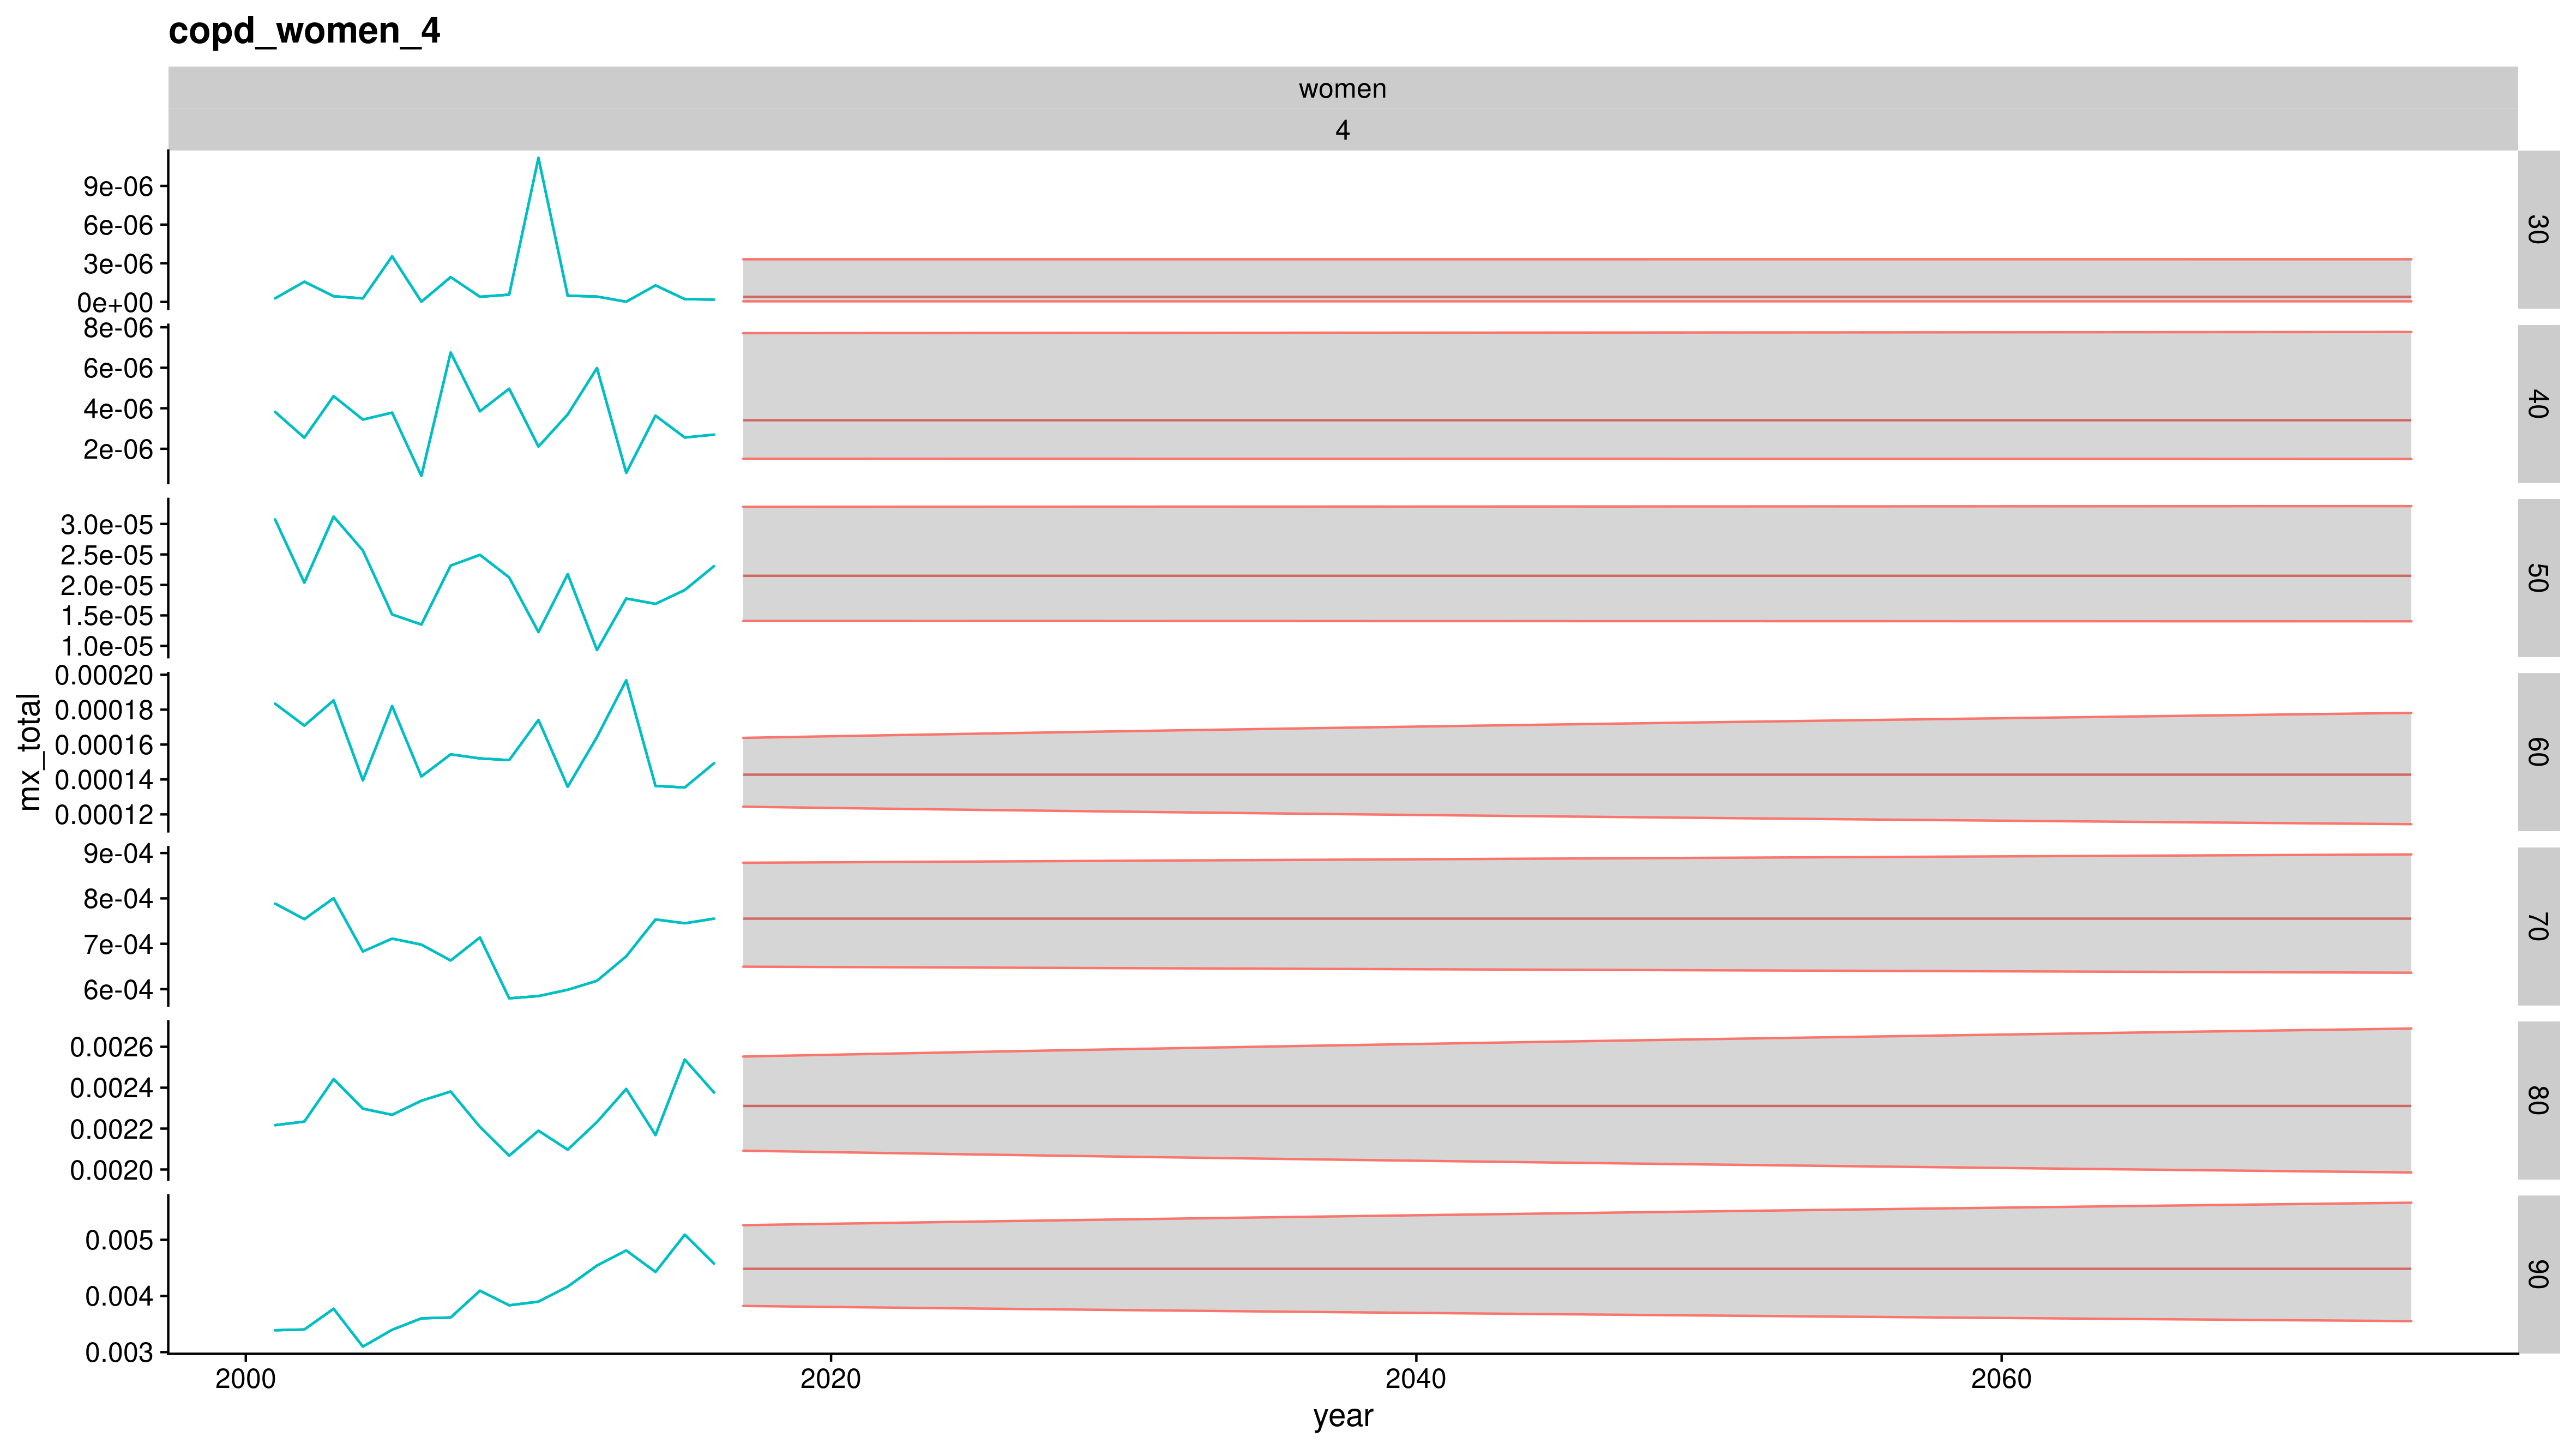 copd_women_4
women
4
9e-06
6e-06
3e-06
0e+00
30
8e-06
6e-06
4e-06
2e-06
40
3.0e-05
2.5e-05
2.0e-05
1.5e-05
1.0e-05
50
0.00020
0.00018
0.00016
0.00014
0.00012
60
mx_total
9e-04
8e-04
7e-04
6e-04
70
0.0026
0.0024
0.0022
0.0020
80
0.005
0.004
0.003
90
2000 2020 2040 2060
year